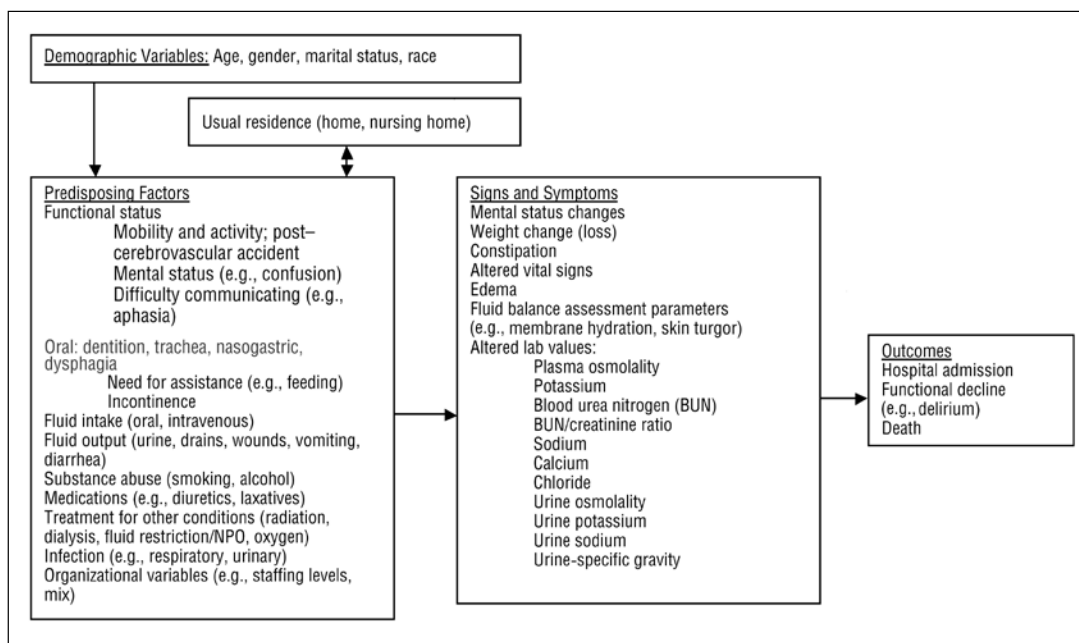 Demographic Variables: Age, gender, marital status, race
Usual residence (home, nursing home)
Predisposing Factors
Functional status
Mobility and activity; post–
cerebrovascular accident
Mental status (e.g., confusion)
Difficulty communicating (e.g.,
aphasia)
Oral: dentition, trachea, nasogastric,
dysphagia
Need for assistance (e.g., feeding)
Incontinence
Fluid intake (oral, intravenous)
Fluid output (urine, drains, wounds, vomiting,
diarrhea)
Substance abuse (smoking, alcohol)
Medications (e.g., diuretics, laxatives)
Treatment for other conditions (radiation,
dialysis, fluid restriction/NPO, oxygen)
Infection (e.g., respiratory, urinary)
Organizational variables (e.g., staffing levels,
mix)
Signs and Symptoms
Mental status changes
Weight change (loss)
Constipation
Altered vital signs
Edema
Fluid balance assessment parameters
(e.g., membrane hydration, skin turgor)
Altered lab values:
Plasma osmolality
Potassium
Blood urea nitrogen (BUN)
BUN/creatinine ratio
Sodium
Calcium
Chloride
Urine osmolality
Urine potassium
Urine sodium
Urine-specific gravity
Outcomes
Hospital admission
Functional decline
(e.g., delirium)
Death